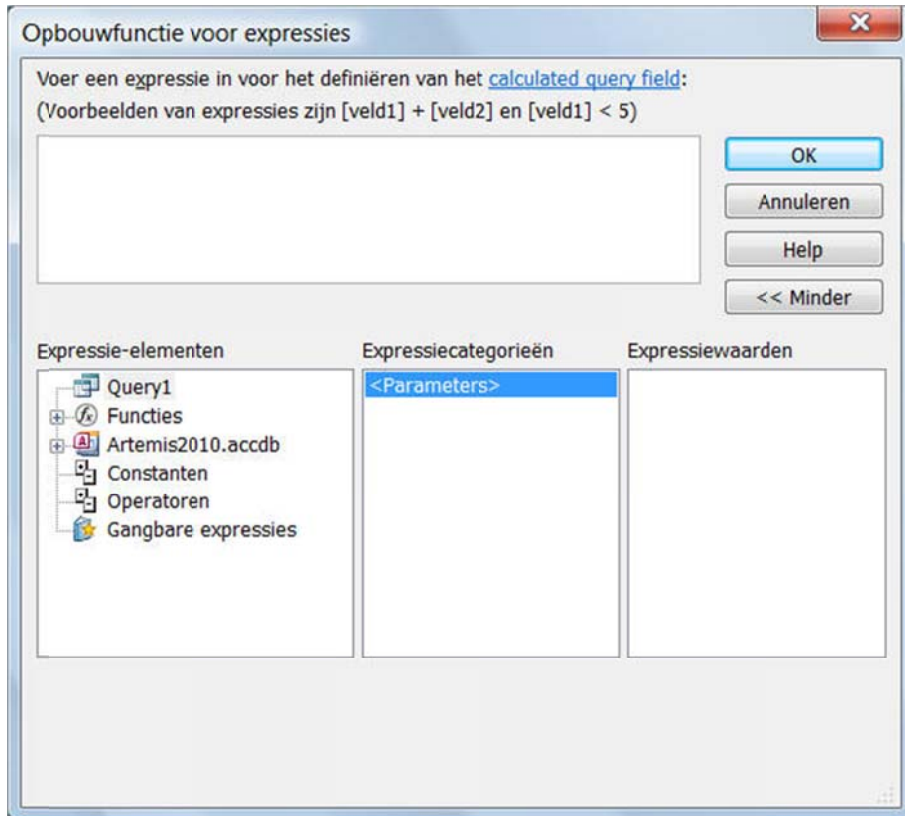 Opbouwfunctie voor expressies
Voer een expressie in voor het definiëren van het calculated query field:
(Voorbeelden van expressies zijn [veld1] + [veld2] en [veld1] < 5)
OK
Annuleren
Help
<< Minder
Expressie-elementen
Query1
Functies
Artemis2010.accdb
Constanten
Operatoren
Gangbare expressies
Expressiecategorieën
<Parameters>
Expressiewaarden